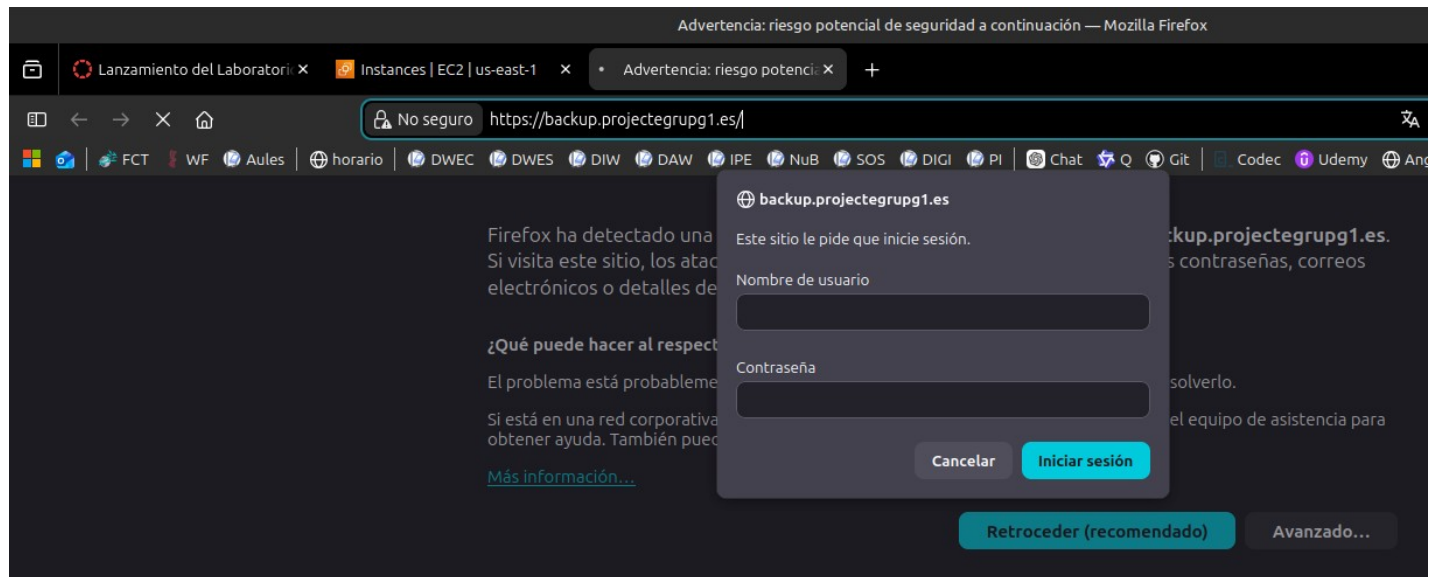 Advertencia: riesgo potencial de seguridad a continuación — Mozilla Firefox
Lanzamiento del Laboratori Instances | EC2 | us-east-1 Advertencia: riesgo potencia
No seguro https://backup.projectegrupg1.es/
FCT WF Aules horario DWEC DWES DIW DAW IPE NuB SOS DIGI PI Chat Q Git Codec Udemy Ang
backup.projectegrupg1.es
Este sitio le pide que inicie sesión.
Nombre de usuario
Contraseña
Cancelar Iniciar sesión
Firefox ha detectado una kup.projectegrupg1.es.
Si visita este sitio, los atac s contraseñas, correos
electrónicos o detalles de
¿Qué puede hacer al respect
El problema está probableme solverlo.
Si está en una red corporativa el equipo de asistencia para
obtener ayuda. También pued
Más información...
Retroceder (recomendado) Avanzado...